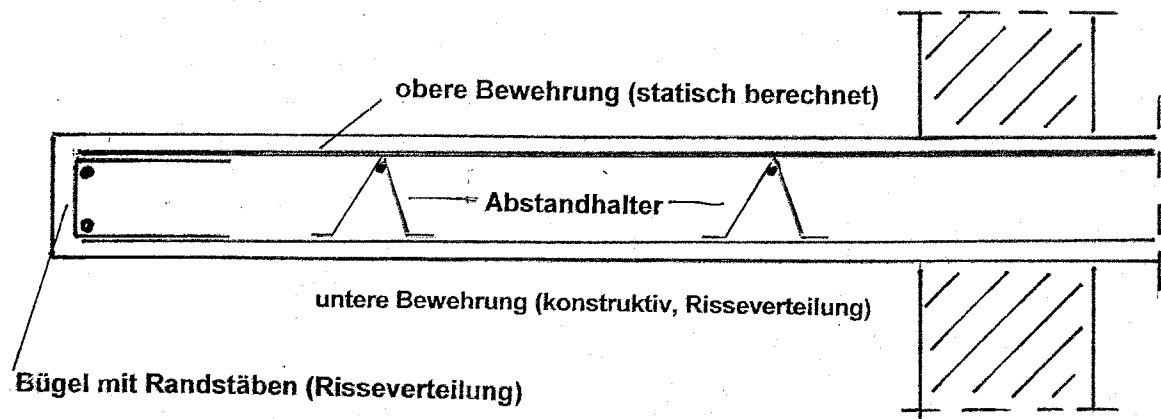 obere Bewehrung (statisch berechnet)
Abstandhalter
untere Bewehrung (konstruktiv, Risseverteilung)
Bügel mit Randstäben (Risseverteilung)